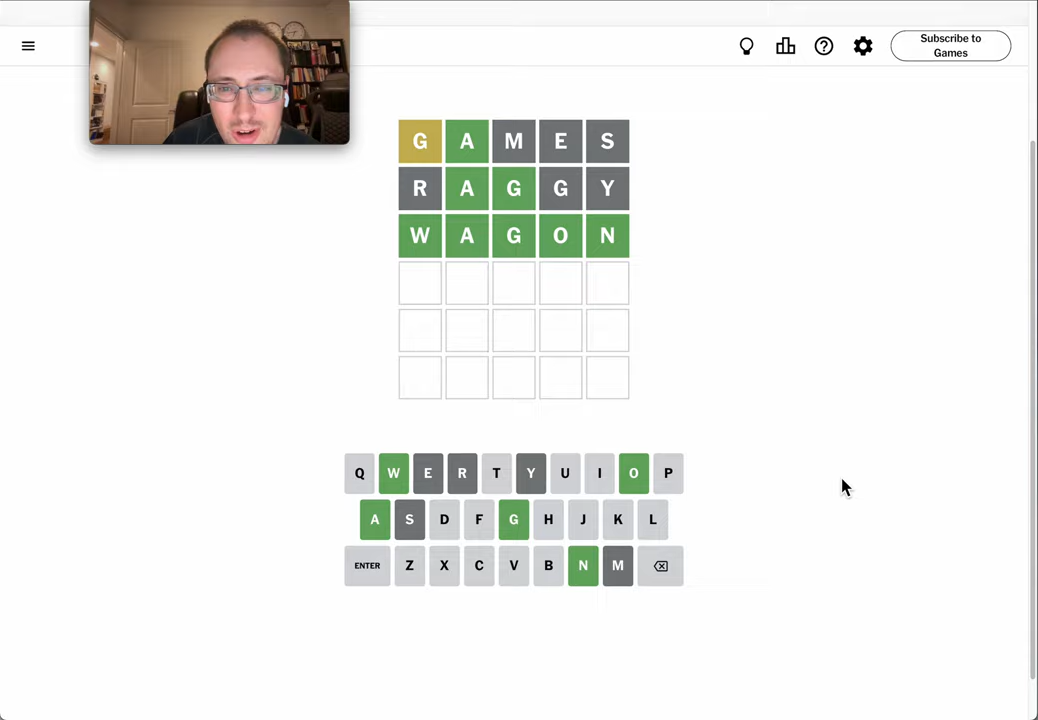 Subscribe to
Games
G A M E S
R A G G Y
W A G O N
Q W E R T Y U I O P
A S D F G H J K L
ENTER Z X C V B N M